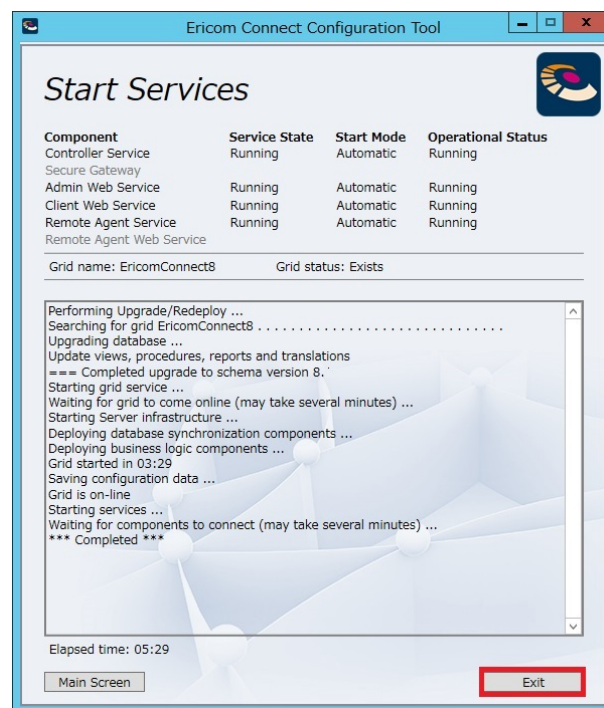 Ericom Connect Configuration Tool
Start Services
Component Service State Start Mode Operational Status
Controller Service Running Automatic Running
Secure Gateway
Admin Web Service Running Automatic Running
Client Web Service Running Automatic Running
Remote Agent Service Running Automatic Running
Remote Agent Web Service
Grid name: EricomConnect8 Grid status: Exists
Performing Upgrade/Redeploy ...
Searching for grid EricomConnect8 . . . . . . . . . . . . . . . . . . . . . . . . . . . . . . . .
Upgrading database ...
Update views, procedures, reports and translations
=== Completed upgrade to schema version 8.
Starting grid service ...
Waiting for grid to come online (may take several minutes) ...
Starting Server infrastructure ...
Deploying database synchronization components ...
Deploying business logic components ...
Grid started in 03:29
Saving configuration data ...
Grid is on-line
Starting services ...
Waiting for components to connect (may take several minutes) ...
*** Completed ***
Elapsed time: 05:29
Main Screen Exit